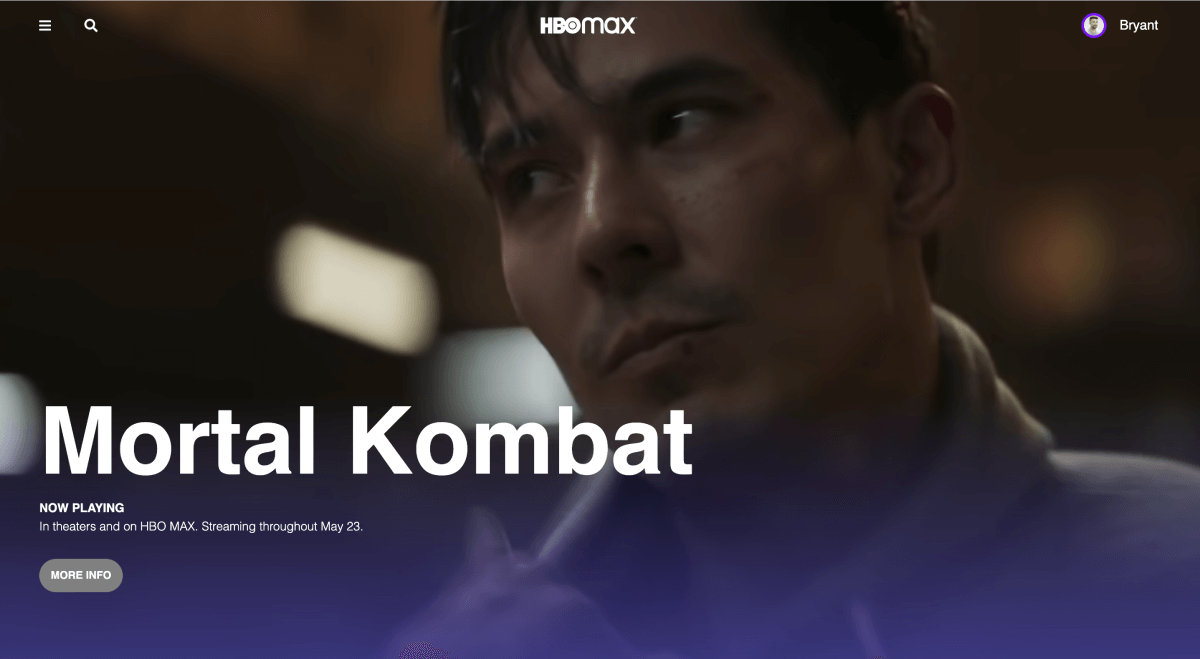 HBOmax
Bryant
Mortal Kombat
NOW PLAYING
In theaters and on HBO MAX. Streaming throughout May 23.
MORE INFO